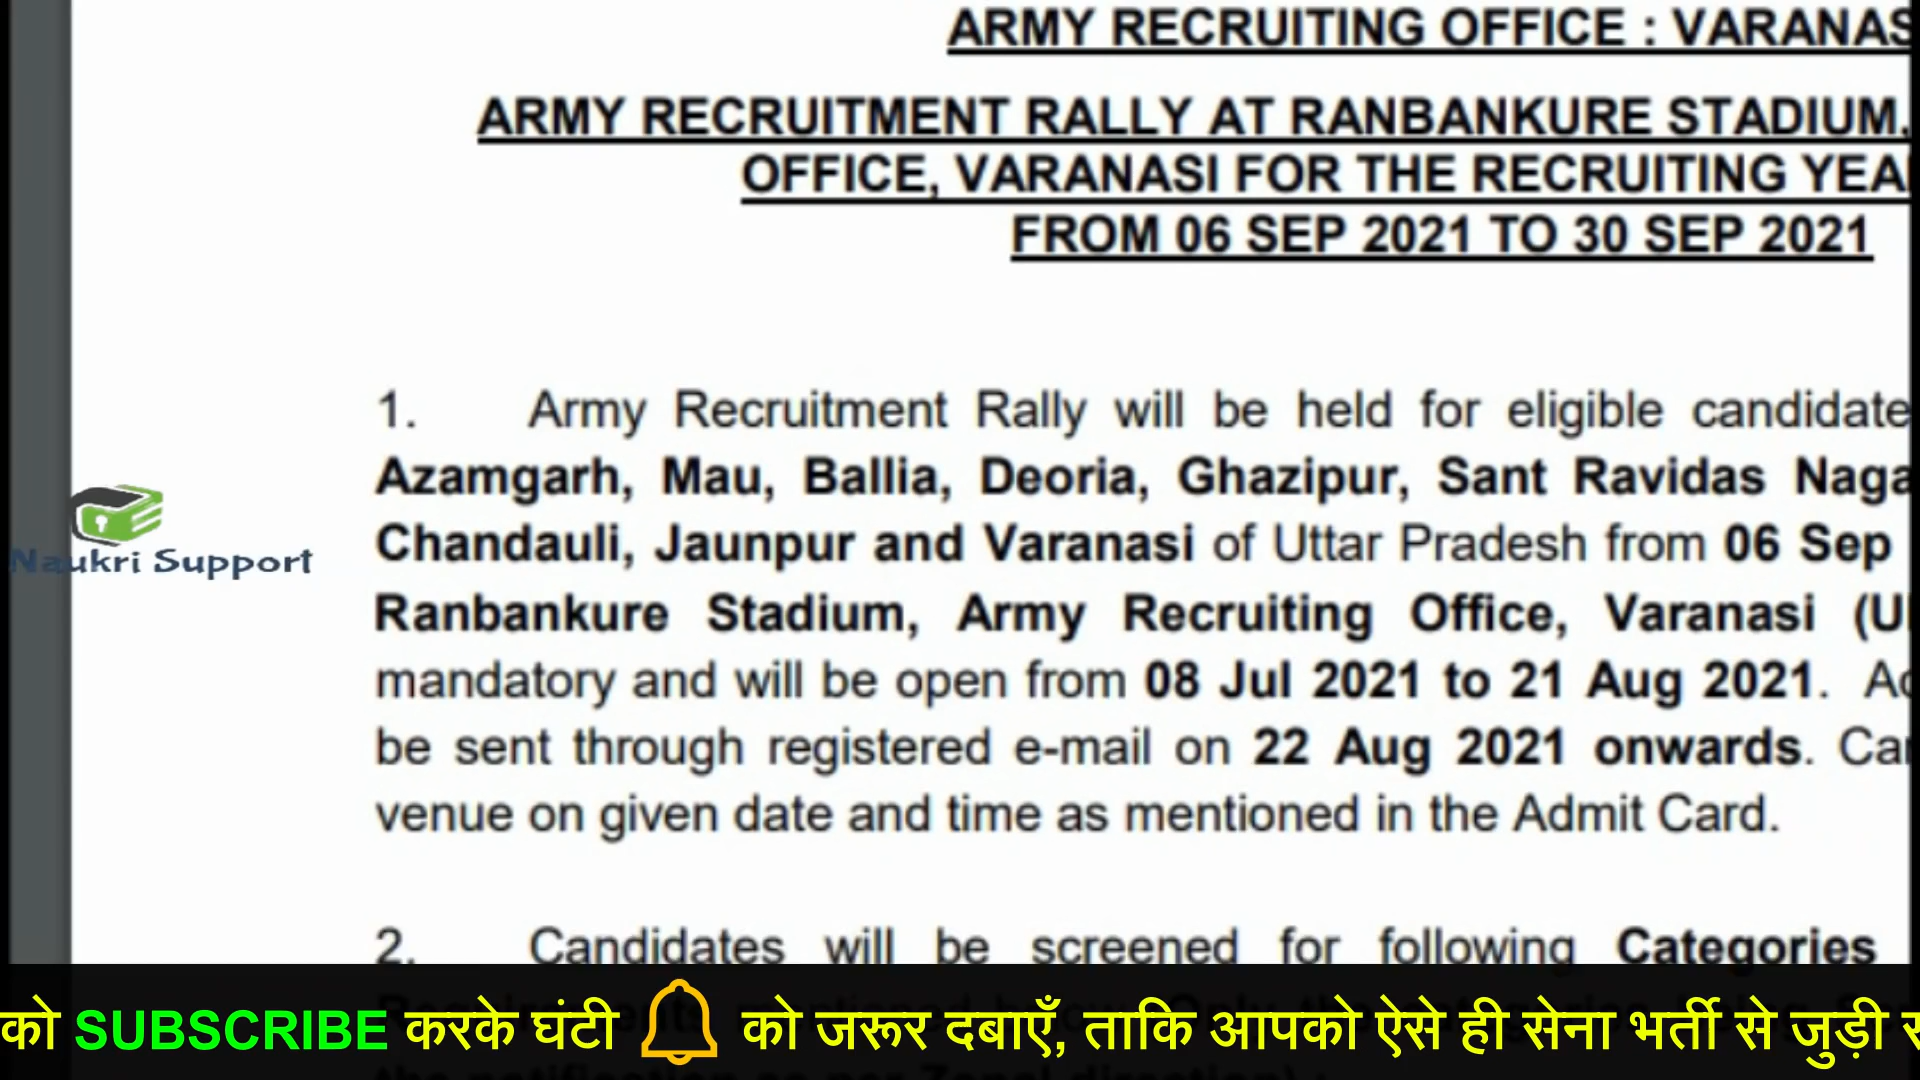 ARMY RECRUITING OFFICE : VARANAS
ARMY RECRUITMENT RALLY AT RANBANKURE STADIUM,
OFFICE, VARANASI FOR THE RECRUITING YEA
FROM 06 SEP 2021 TO 30 SEP 2021
1. Army Recruitment Rally will be held for eligible candidate
Azamgarh, Mau, Ballia, Deoria, Ghazipur, Sant Ravidas Naga
Chandauli, Jaunpur and Varanasi of Uttar Pradesh from 06 Sep
Naukri Support
Ranbankure Stadium, Army Recruiting Office, Varanasi (U
mandatory and will be open from 08 Jul 2021 to 21 Aug 2021. Ad
be sent through registered e-mail on 22 Aug 2021 onwards. Ca
venue on given date and time as mentioned in the Admit Card.
2. Candidates will be screened for following Categories
को SUBSCRIBE करके घंटी को जरूर दबाएँ, ताकि आपको ऐसे ही सेना भर्ती से जुड़ी